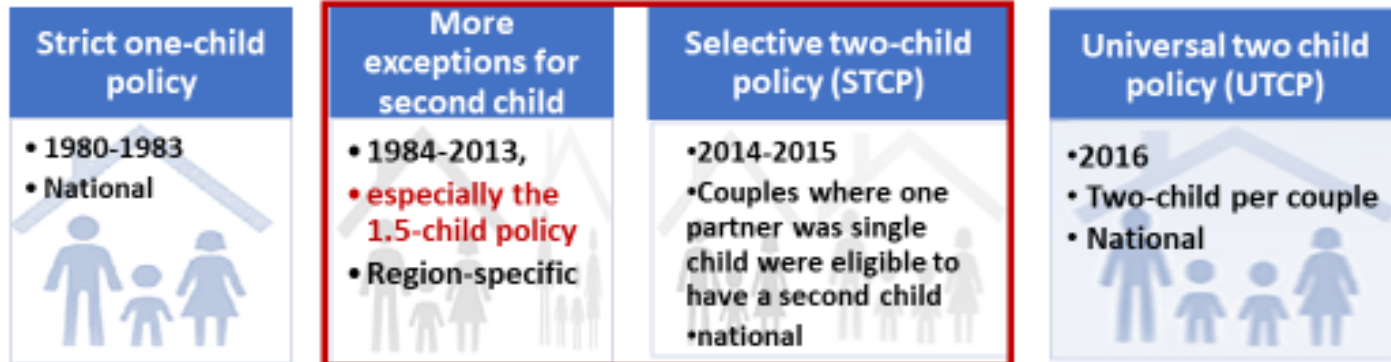 Strict one-child
policy
• 1980-1983
• National
More
exceptions for
second child
• 1984-2013,
• especially the
1.5-child policy
• Region-specific
Selective two-child
policy (STCP)
•2014-2015
•Couples where one
partner was single
child were eligible to
have a second child
•national
Universal two child
policy (UTCP)
•2016
• Two-child per couple
• National